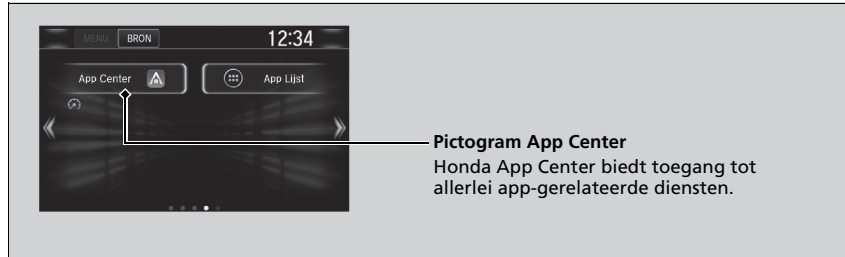 MENU BRON 12:34
App Center App Lijst
Pictogram App Center
Honda App Center biedt toegang tot
allerlei app-gerelateerde diensten.